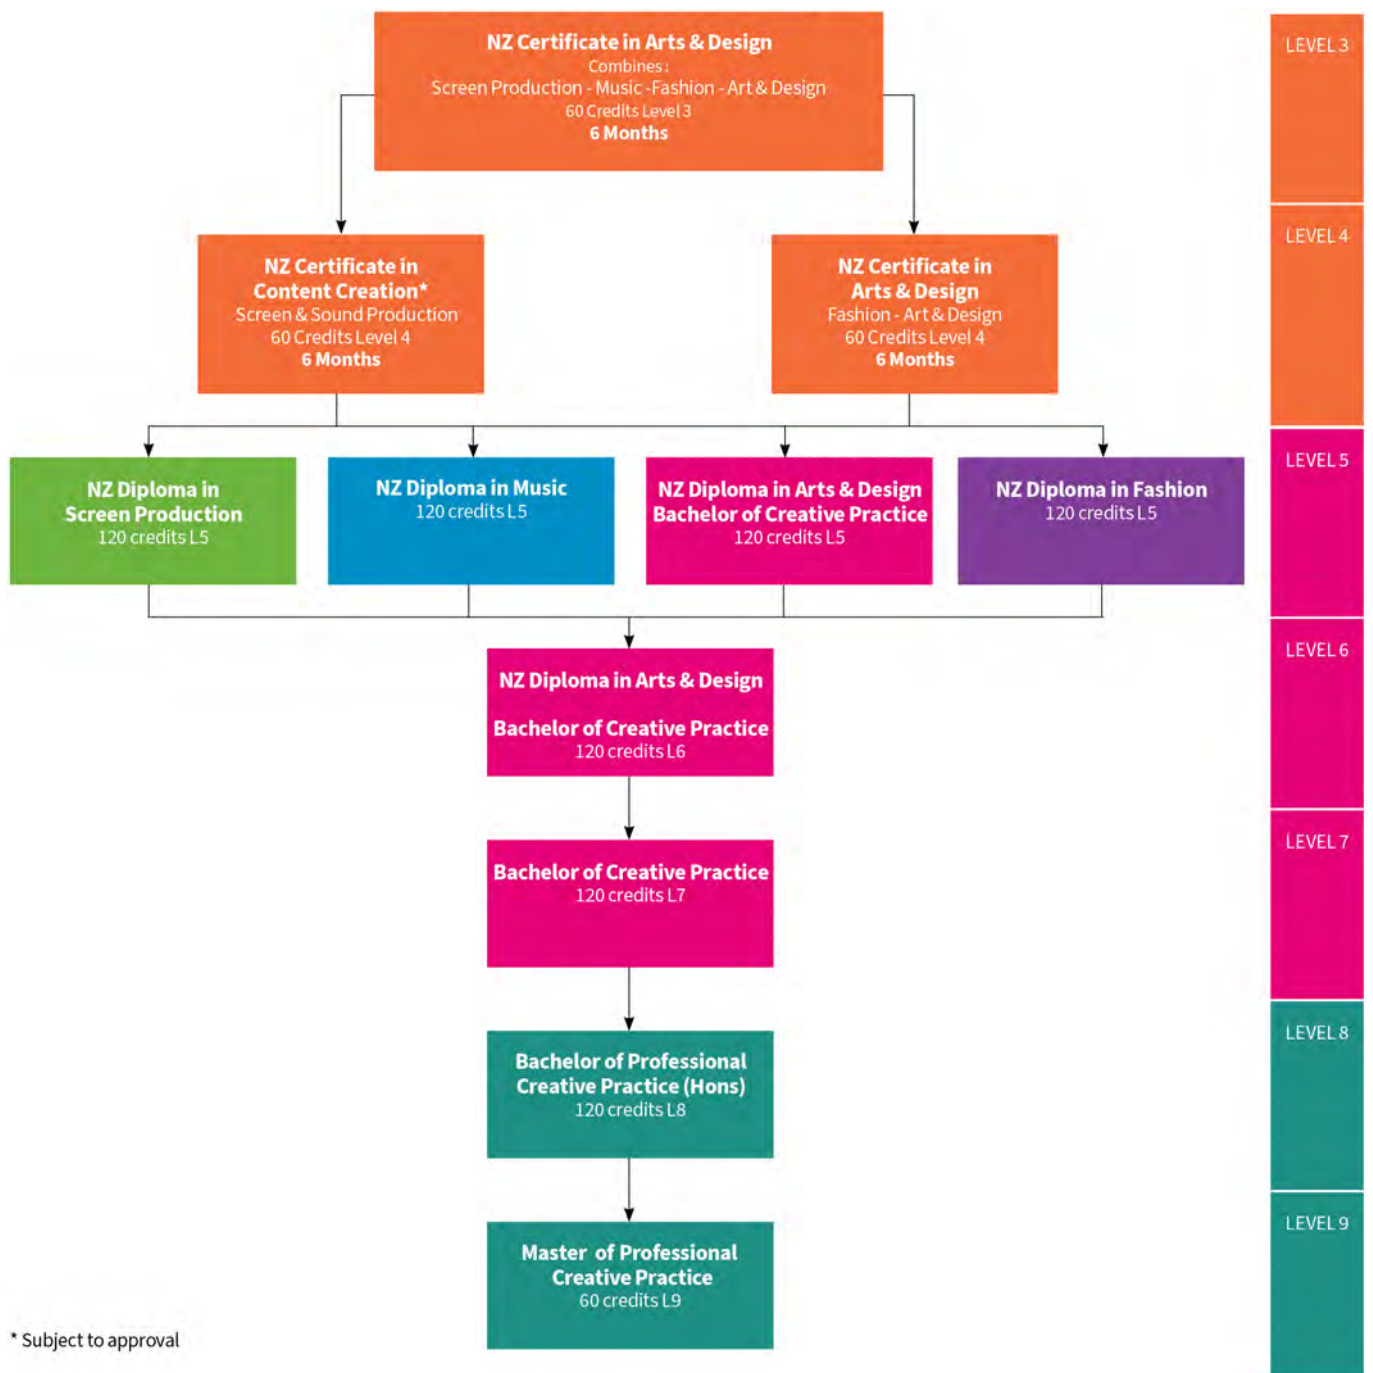 NZ Certificate in Arts & Design
Combines:
Screen Production - Music -Fashion - Art & Design
60 Credits Level 3
6 Months
LEVEL 3
NZ Certificate in
Content Creation*
Screen & Sound Production
60 Credits Level 4
6 Months
NZ Certificate in
Arts & Design
Fashion - Art & Design
60 Credits Level 4
6 Months
LEVEL 4
NZ Diploma in
Screen Production
120 credits L5
NZ Diploma in Music
120 credits L5
NZ Diploma in Arts & Design
Bachelor of Creative Practice
120 credits L5
NZ Diploma in Fashion
120 credits L5
LEVEL 5
NZ Diploma in Arts & Design
Bachelor of Creative Practice
120 credits L6
LEVEL 6
Bachelor of Creative Practice
120 credits L7
LEVEL 7
Bachelor of Professional
Creative Practice (Hons)
120 credits L8
LEVEL 8
Master of Professional
Creative Practice
60 credits L9
LEVEL 9
* Subject to approval